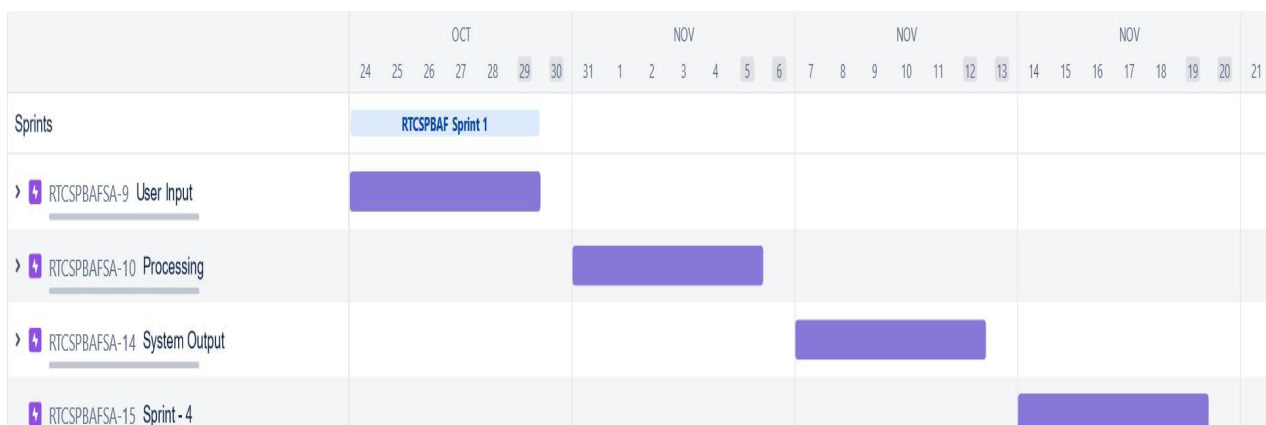 OCT NOV NOV NOV
24 25 26 27 28 29 30 31 1 2 3 4 5 6 7 8 9 10 11 12 13 14 15 16 17 18 19 20 21
Sprints RTCSPBAF Sprint 1
RTCSPBAFSA-9 User Input
RTCSPBAFSA-10 Processing
RTCSPBAFSA-14 System Output
RTCSPBAFSA-15 Sprint - 4